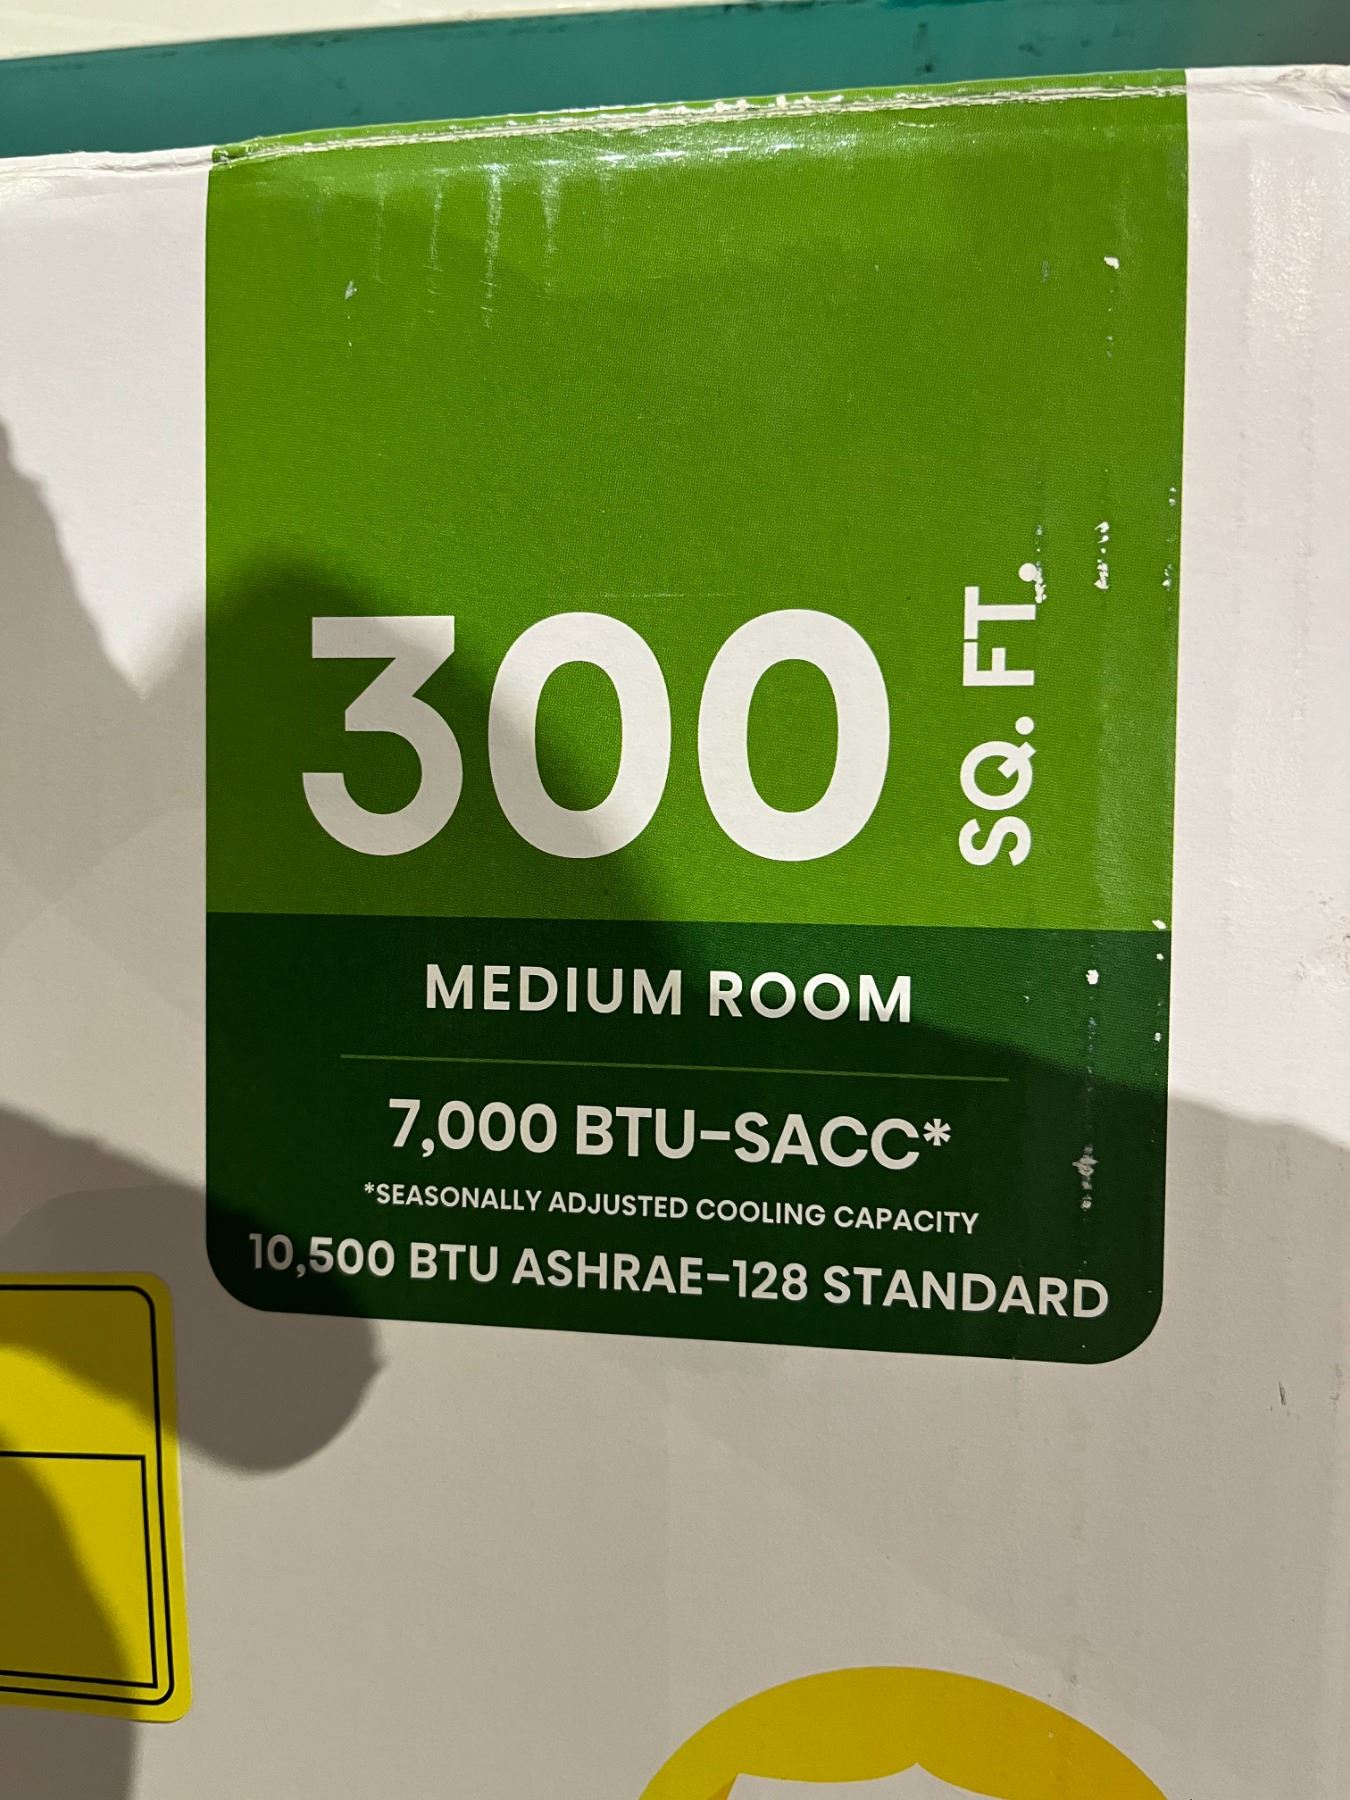 300 SQ. FT.
MEDIUM ROOM
7,000 BTU-SACC*
*SEASONALLY ADJUSTED COOLING CAPACITY
10,500 BTU ASHRAE-128 STANDARD